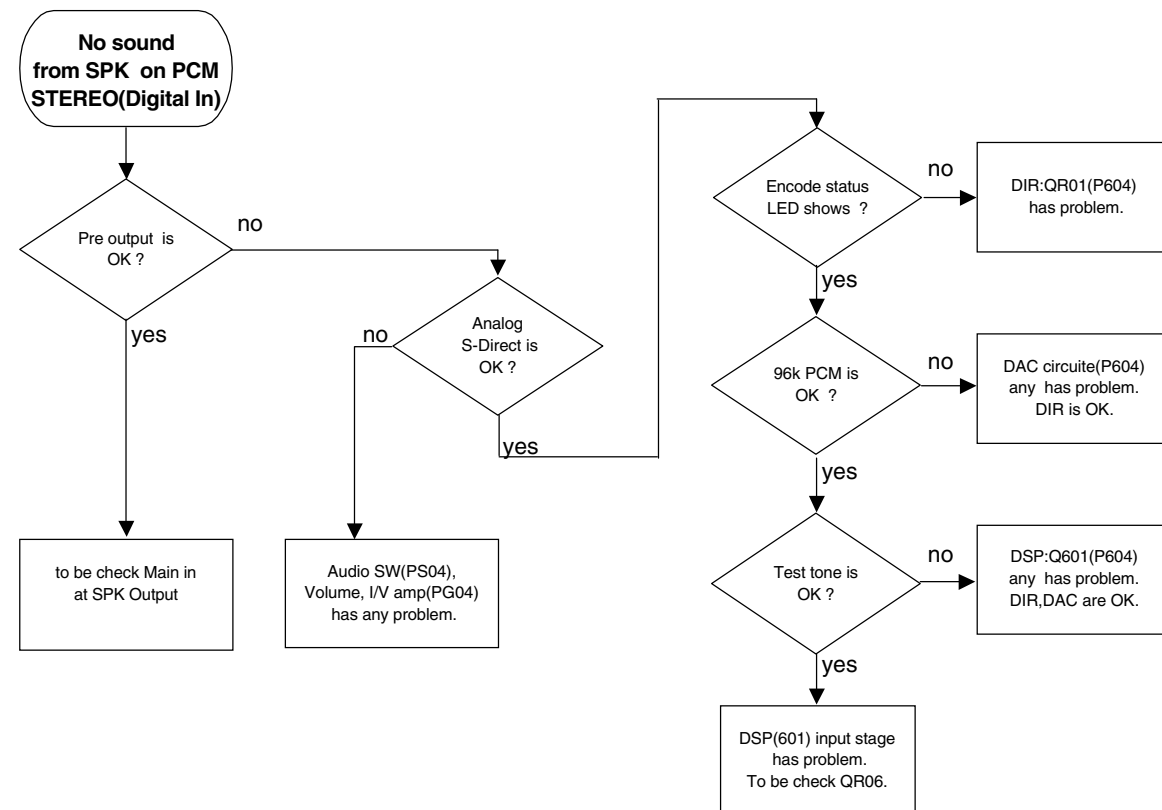 No sound
from SPK on PCM
STEREO(Digital In)
Pre output is
OK ?
no
yes
to be check Main in
at SPK Output
Analog
S-Direct is
OK ?
no
yes
Audio SW(PS04),
Volume, I/V amp(PG04)
has any problem.
Encode status
LED shows ?
no
DIR:QR01(P604)
has problem.
yes
96k PCM is
OK ?
no
DAC circuite(P604)
any has problem.
DIR is OK.
yes
Test tone is
OK ?
no
DSP:Q601(P604)
any has problem.
DIR,DAC are OK.
yes
DSP(601) input stage
has problem.
To be check QR06.